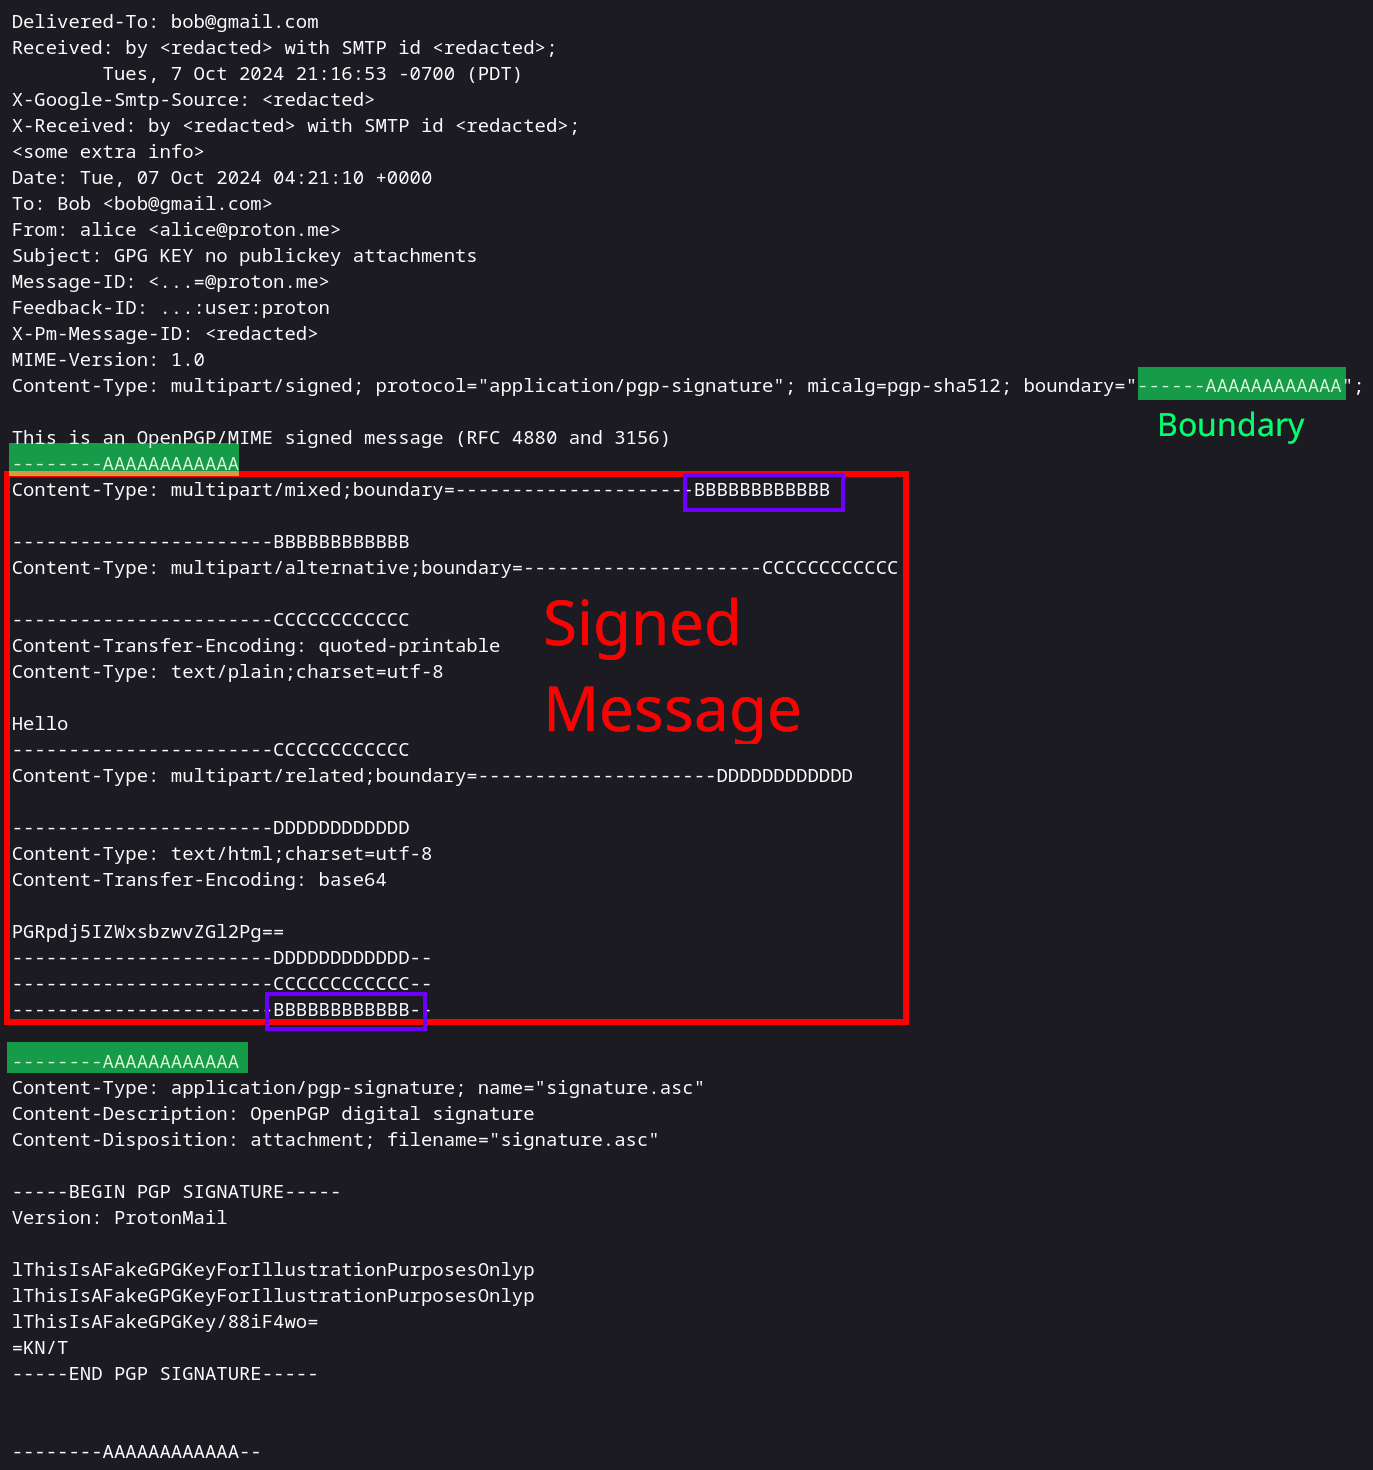 Delivered-To: bob@gmail.com
Received: by <redacted> with SMTP id <redacted>;
        Tues, 7 Oct 2024 21:16:53 -0700 (PDT)
X-Google-Smtp-Source: <redacted>
X-Received: by <redacted> with SMTP id <redacted>;
<some extra info>
Date: Tue, 07 Oct 2024 04:21:10 +0000
To: Bob <bob@gmail.com>
From: alice <alice@proton.me>
Subject: GPG KEY no publickey attachments
Message-ID: <...=@proton.me>
Feedback-ID: ...:user:proton
X-Pm-Message-ID: <redacted>
MIME-Version: 1.0
Content-Type: multipart/signed; protocol="application/pgp-signature"; micalg=pgp-sha512; boundary="------AAAAAAAAAAAA";
Boundary
This is an OpenPGP/MIME signed message (RFC 4880 and 3156)
--------AAAAAAAAAAAA
Content-Type: multipart/mixed;boundary=---------------------BBBBBBBBBBBB
-----------------------BBBBBBBBBBBB
Content-Type: multipart/alternative;boundary=---------------------CCCCCCCCCCCC
-----------------------CCCCCCCCCCCC
Content-Transfer-Encoding: quoted-printable
Content-Type: text/plain;charset=utf-8
Signed
Message
Hello
-----------------------CCCCCCCCCCCC
Content-Type: multipart/related;boundary=---------------------DDDDDDDDDDDD
-----------------------DDDDDDDDDDDD
Content-Type: text/html;charset=utf-8
Content-Transfer-Encoding: base64
PGRpdj5IZWxsbzwvZGl2Pg==
-----------------------DDDDDDDDDDDD--
-----------------------CCCCCCCCCCCC--
-----------------------BBBBBBBBBBBB--
--------AAAAAAAAAAAA
Content-Type: application/pgp-signature; name="signature.asc"
Content-Description: OpenPGP digital signature
Content-Disposition: attachment; filename="signature.asc"
-----BEGIN PGP SIGNATURE-----
Version: ProtonMail
lThisIsAFakeGPGKeyForIllustrationPurposesOnlyp
lThisIsAFakeGPGKeyForIllustrationPurposesOnlyp
lThisIsAFakeGPGKey/88iF4wo=
=KN/T
-----END PGP SIGNATURE-----
--------AAAAAAAAAAAA--